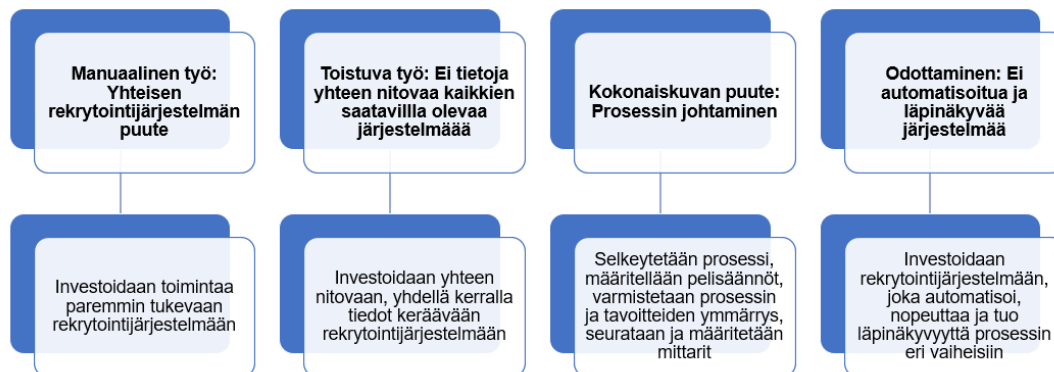 Manuaalinen työ:
Yhteisen
rekrytointijärjestelmän
puute
Toistuva työ: Ei tietoja
yhteen nitovaa kaikkien
saatavillla olevaa
järjestelmäää
Kokonaiskuvan puute:
Prosessin johtaminen
Odottaminen: Ei
automatisoitua ja
läpinäkyvää
järjestelmää
Investoidaan toimintaa
paremmin tukevaan
rekrytointijärjestelmään
Investoidaan yhteen
nitovaan, yhdellä kerralla
tiedot keräävään
rekrytointijärjestelmään
Selkeytetään prosessi,
määritellään pelisäännöt,
varmistetaan prosessin
ja tavoitteiden ymmärrys,
seurataan ja määritetään
mittarit
Investoidaan
rekrytointijärjestelmään,
joka automatisoi,
nopeuttaa ja tuo
läpinäkyvyyttä prosessin
eri vaiheisiin